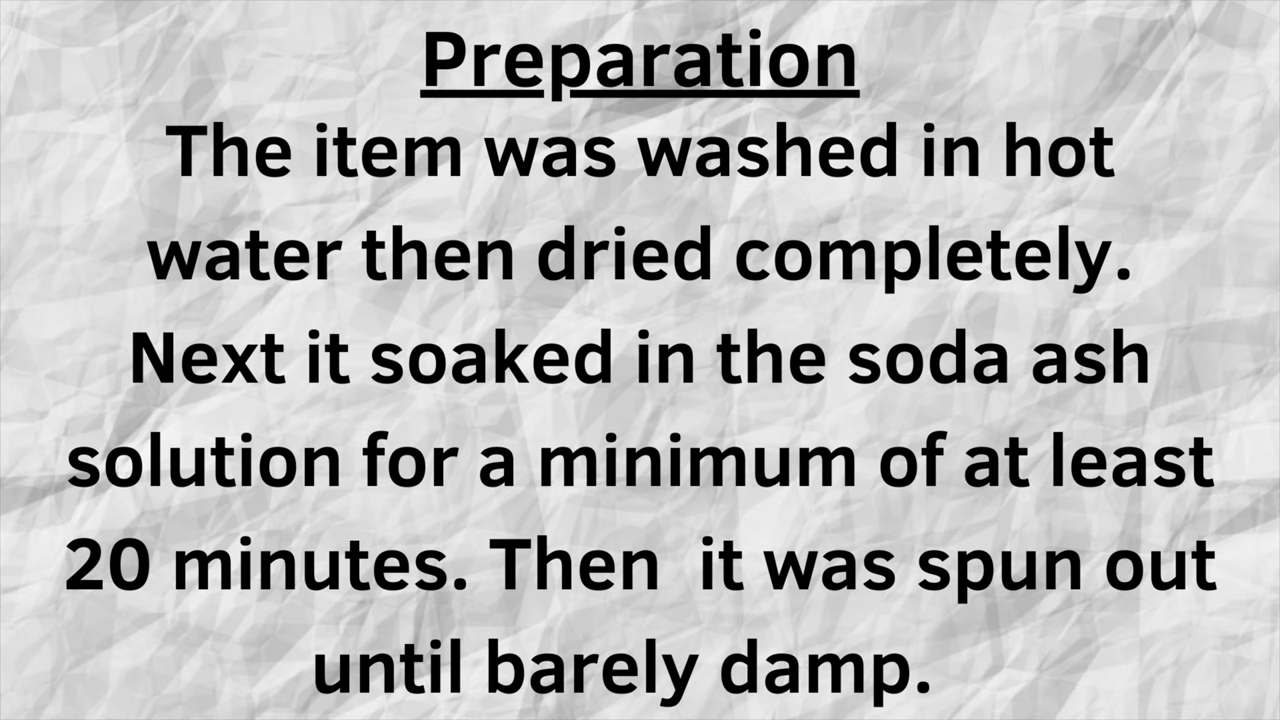 Preparation
The item was washed in hot
water then dried completely.
Next it soaked in the soda ash
solution for a minimum of at least
20 minutes. Then  it was spun out
until barely damp.